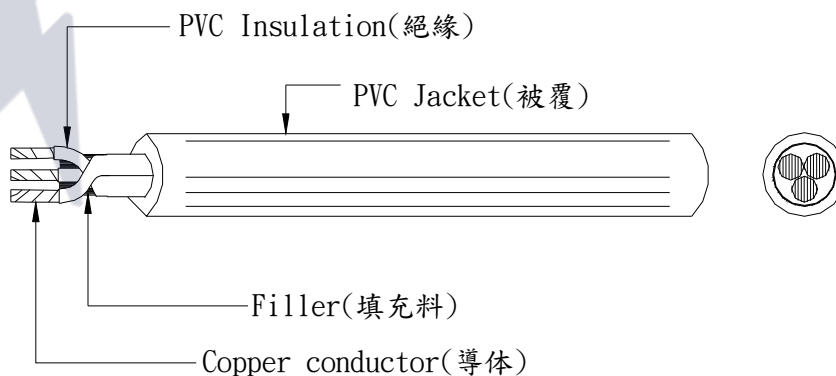 PVC Insulation(絕緣)
PVC Jacket(被覆)
Filler(填充料)
Copper conductor(導体)